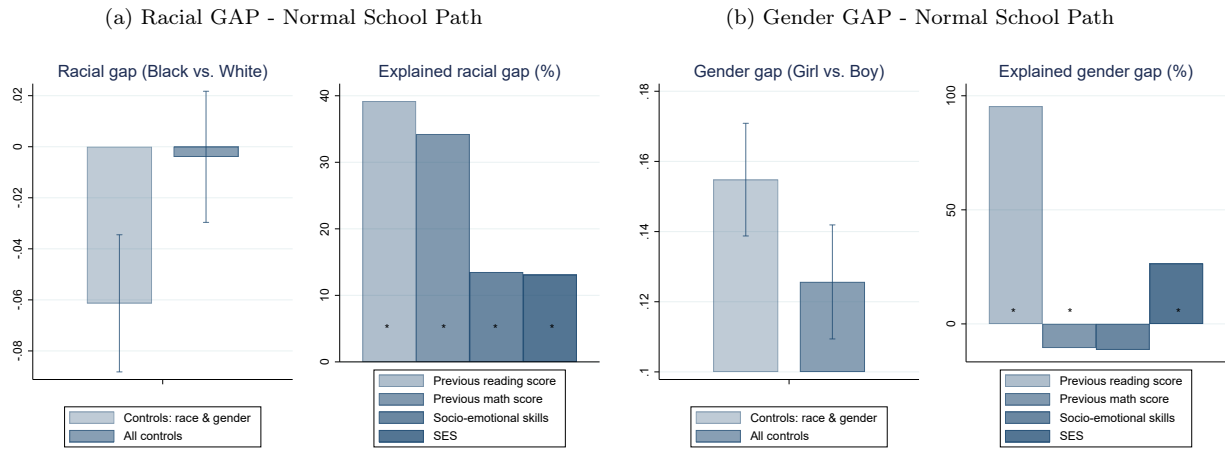 (a) Racial GAP - Normal School Path
Racial gap (Black vs. White)
.02
0
-.02
-.04
-.06
-.08
Controls: race & gender
All controls
Explained racial gap (%)
40
30
20
10
0
* * * *
Previous reading score
Previous math score
Socio-emotional skills
SES
(b) Gender GAP - Normal School Path
Gender gap (Girl vs. Boy)
.18
.16
.14
.12
.1
Controls: race & gender
All controls
Explained gender gap (%)
100
50
0
* * *
Previous reading score
Previous math score
Socio-emotional skills
SES